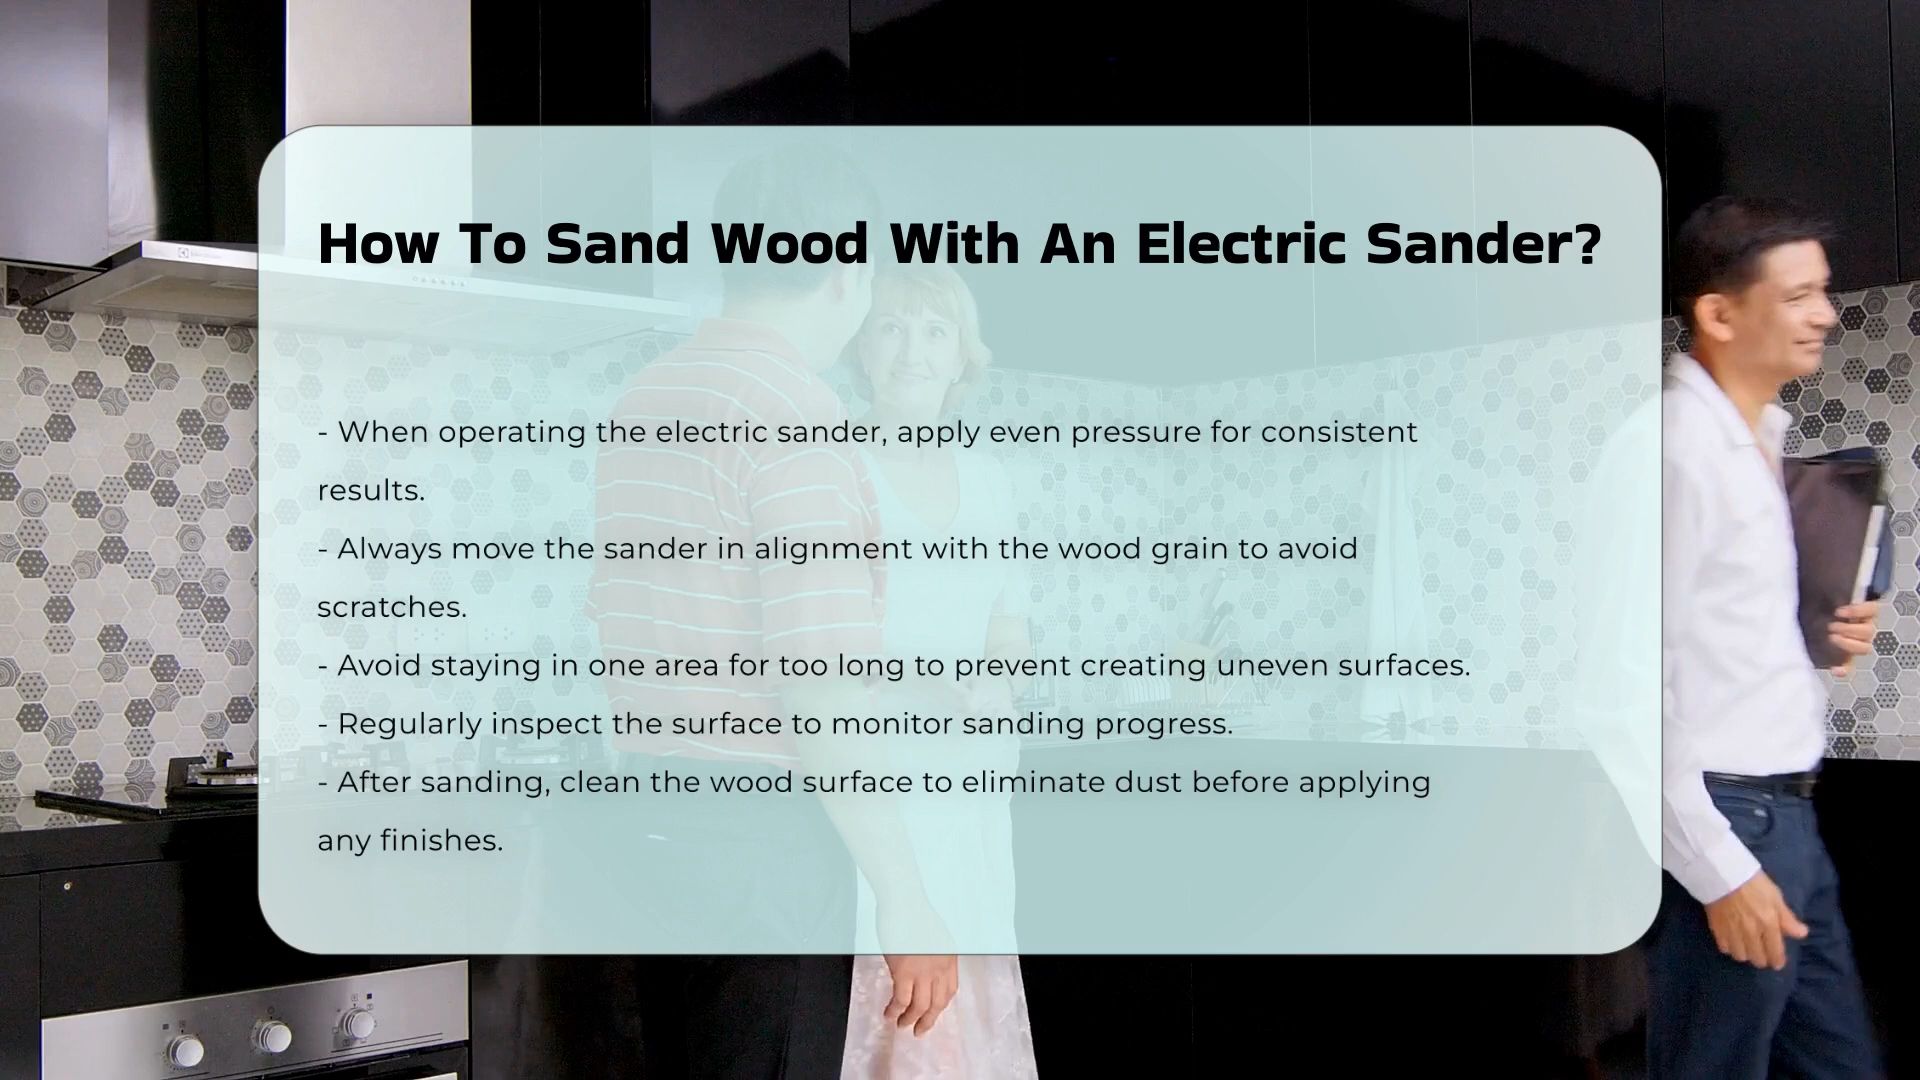 How To Sand Wood With An Electric Sander?
- When operating the electric sander, apply even pressure for consistent
results.
- Always move the sander in alignment with the wood grain to avoid
scratches.
- Avoid staying in one area for too long to prevent creating uneven surfaces.
- Regularly inspect the surface to monitor sanding progress.
- After sanding, clean the wood surface to eliminate dust before applying
any finishes.